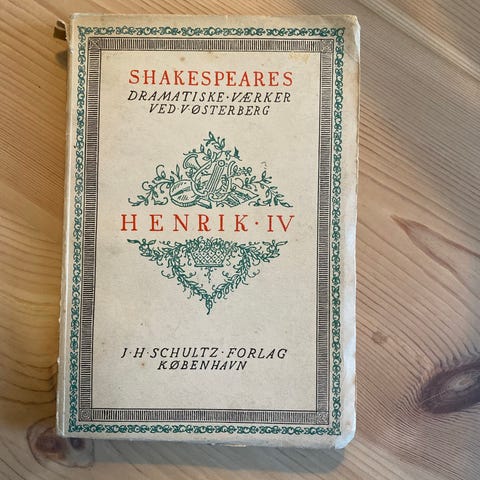 SHAKESPEARES
DRAMATISKE·VÆRKER
VED·V·ØSTERBERG
HENRIK·IV
J·H·SCHULTZ·FORLAG
KØBENHAVN